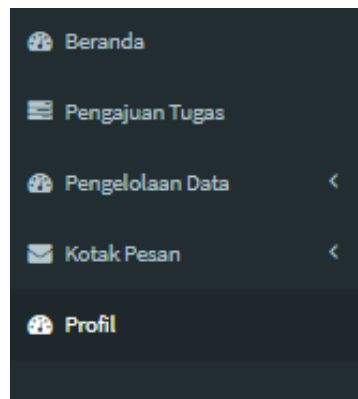 Beranda
Pengajuan Tugas
Pengelolaan Data
Kotak Pesan
Profil